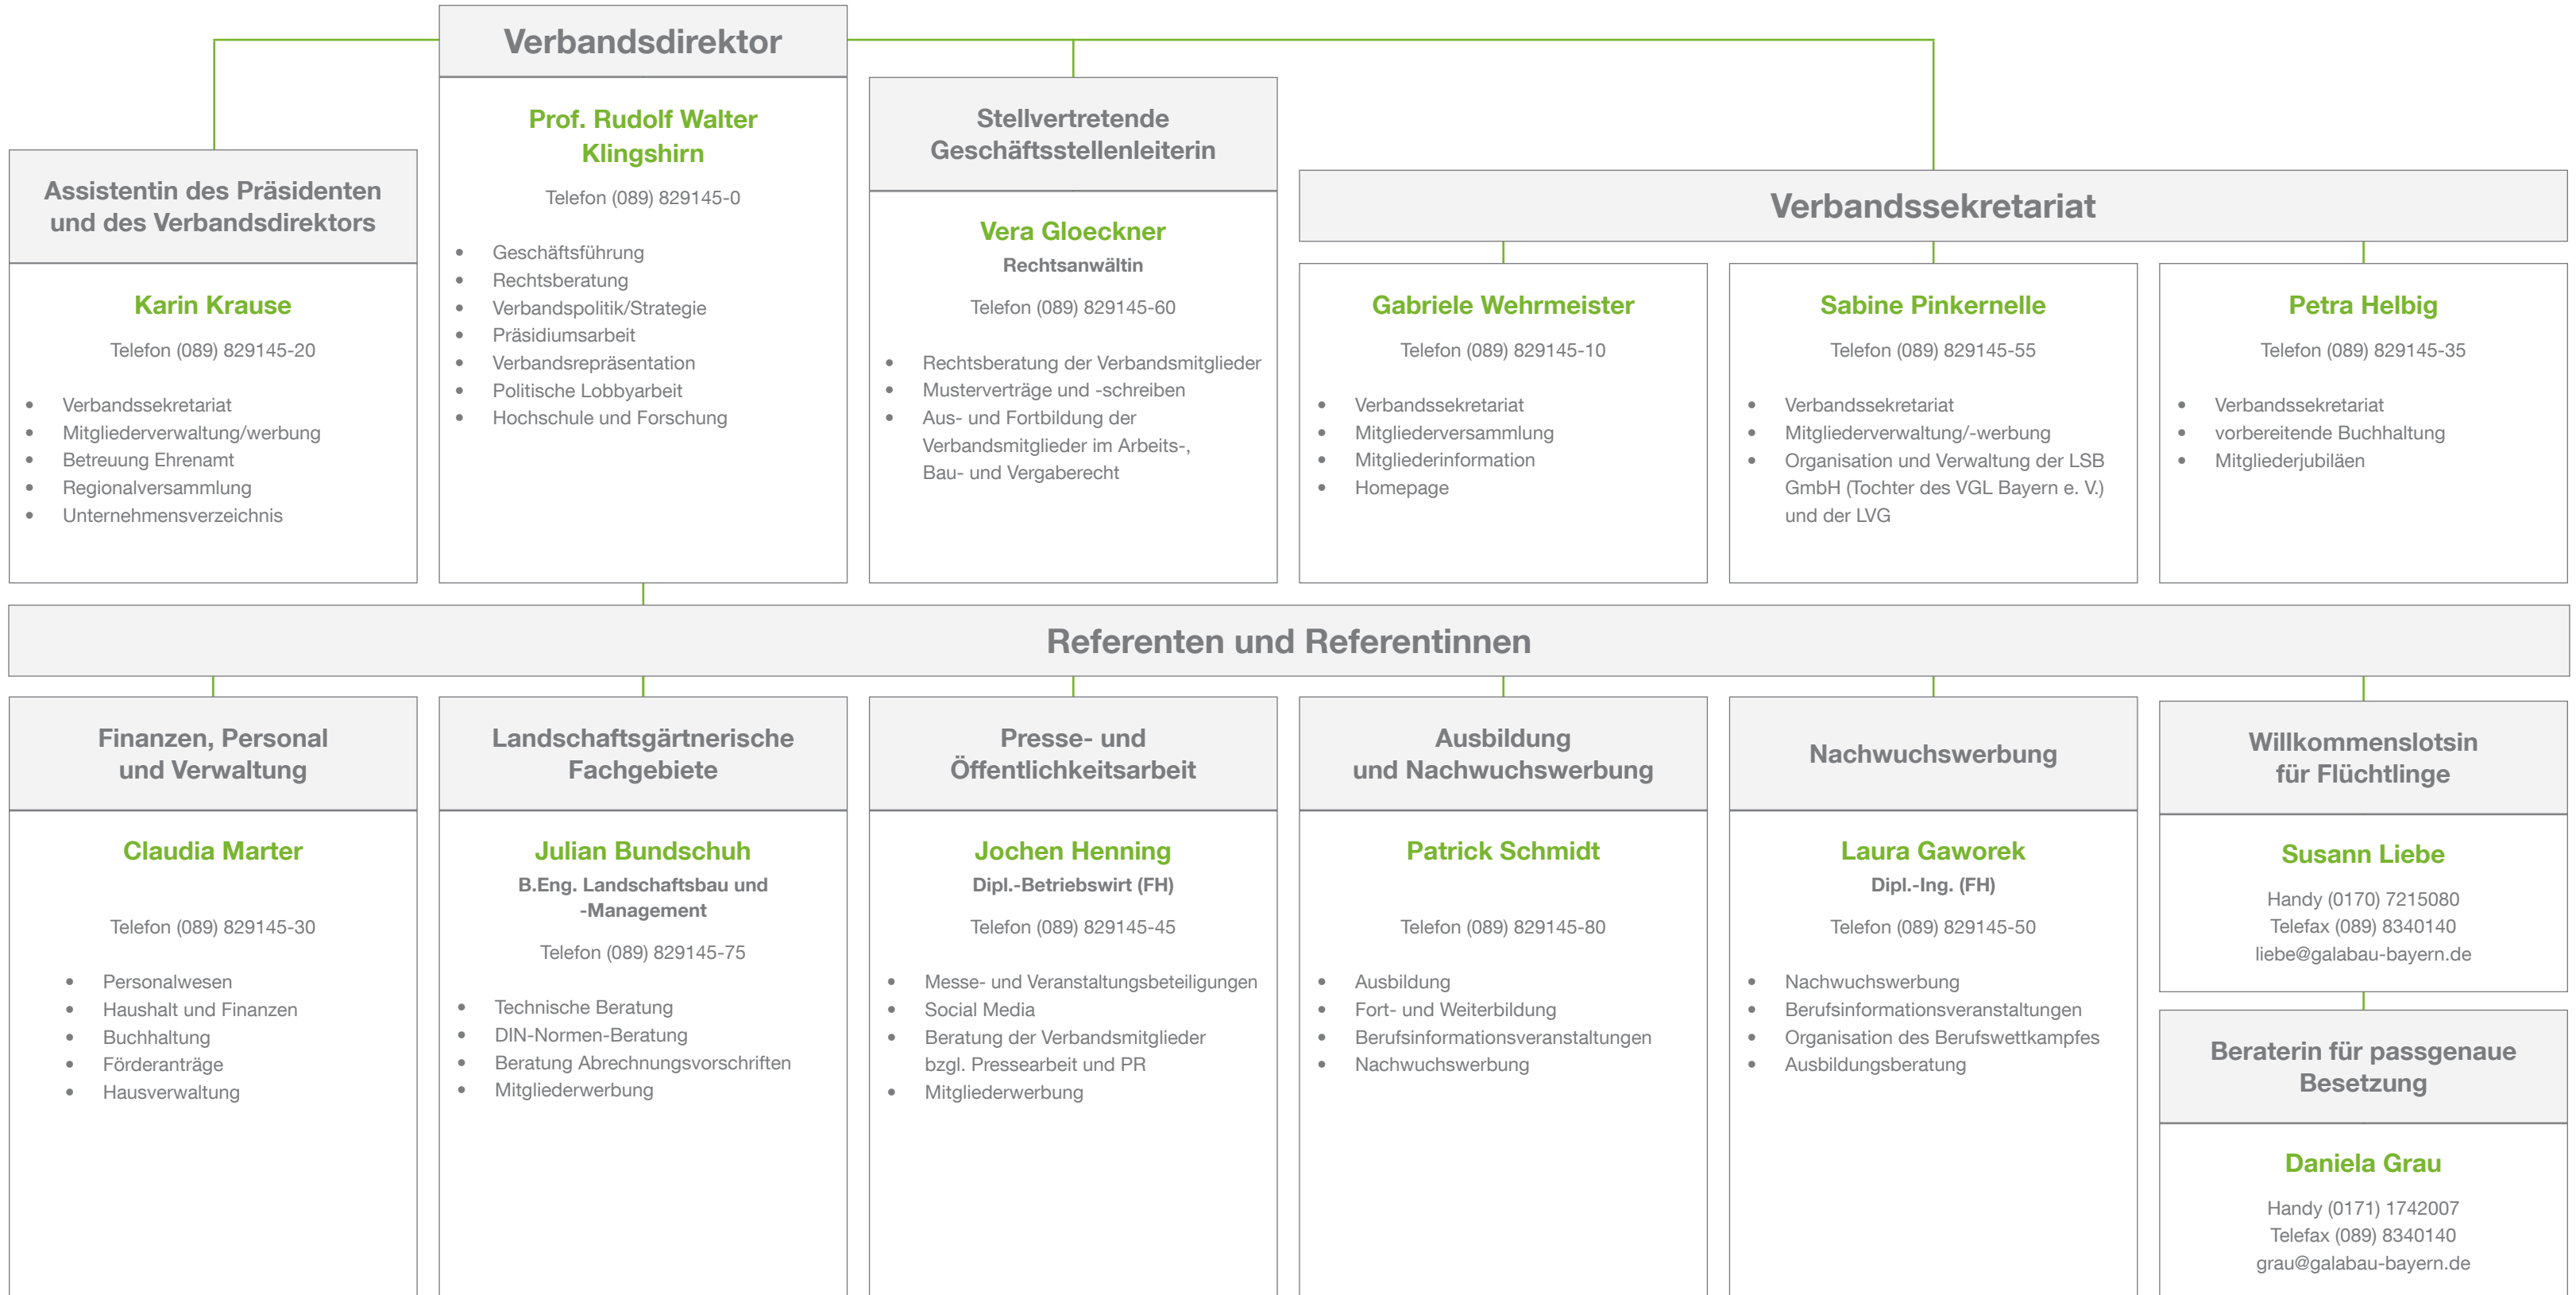 Verbandsdirektor
Prof. Rudolf Walter
Klingshirn
Telefon (089) 829145-0
• Geschäftsführung
• Rechtsberatung
• Verbandspolitik/Strategie
• Präsidiumsarbeit
• Verbandsrepräsentation
• Politische Lobbyarbeit
• Hochschule und Forschung
Assistentin des Präsidenten
und des Verbandsdirektors
Karin Krause
Telefon (089) 829145-20
• Verbandssekretariat
• Mitgliederverwaltung/werbung
• Betreuung Ehrenamt
• Regionalversammlung
• Unternehmensverzeichnis
Stellvertretende
Geschäftsstellenleiterin
Vera Gloeckner
Rechtsanwältin
Telefon (089) 829145-60
• Rechtsberatung der Verbandsmitglieder
• Musterverträge und -schreiben
• Aus- und Fortbildung der
Verbandsmitglieder im Arbeits-,
Bau- und Vergaberecht
Verbandssekretariat
Gabriele Wehrmeister
Telefon (089) 829145-10
• Verbandssekretariat
• Mitgliederversammlung
• Mitgliederinformation
• Homepage
Sabine Pinkernelle
Telefon (089) 829145-55
• Verbandssekretariat
• Mitgliederverwaltung/-werbung
• Organisation und Verwaltung der LSB
GmbH (Tochter des VGL Bayern e. V.)
und der LVG
Petra Helbig
Telefon (089) 829145-35
• Verbandssekretariat
• vorbereitende Buchhaltung
• Mitgliederjubiläen
Referenten und Referentinnen
Finanzen, Personal
und Verwaltung
Claudia Marter
Telefon (089) 829145-30
• Personalwesen
• Haushalt und Finanzen
• Buchhaltung
• Förderanträge
• Hausverwaltung
Landschaftsgärtnerische
Fachgebiete
Julian Bundschuh
B.Eng. Landschaftsbau und
-Management
Telefon (089) 829145-75
• Technische Beratung
• DIN-Normen-Beratung
• Beratung Abrechnungsvorschriften
• Mitgliederwerbung
Presse- und
Öffentlichkeitsarbeit
Jochen Henning
Dipl.-Betriebswirt (FH)
Telefon (089) 829145-45
• Messe- und Veranstaltungsbeteiligungen
• Social Media
• Beratung der Verbandsmitglieder
bzgl. Pressearbeit und PR
• Mitgliederwerbung
Ausbildung
und Nachwuchswerbung
Patrick Schmidt
Telefon (089) 829145-80
• Ausbildung
• Fort- und Weiterbildung
• Berufsinformationsveranstaltungen
• Nachwuchswerbung
Nachwuchswerbung
Laura Gaworek
Dipl.-Ing. (FH)
Telefon (089) 829145-50
• Nachwuchswerbung
• Berufsinformationsveranstaltungen
• Organisation des Berufswettkampfes
• Ausbildungsberatung
Willkommenslotsin
für Flüchtlinge
Susann Liebe
Handy (0170) 7215080
Telefax (089) 8340140
liebe@galabau-bayern.de
Beraterin für passgenaue
Besetzung
Daniela Grau
Handy (0171) 1742007
Telefax (089) 8340140
grau@galabau-bayern.de